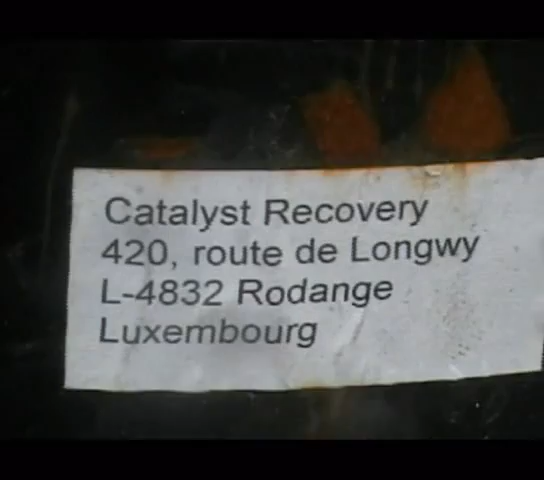 Catalyst Recovery
420, route de Longwy
L-4832 Rodange
Luxembourg